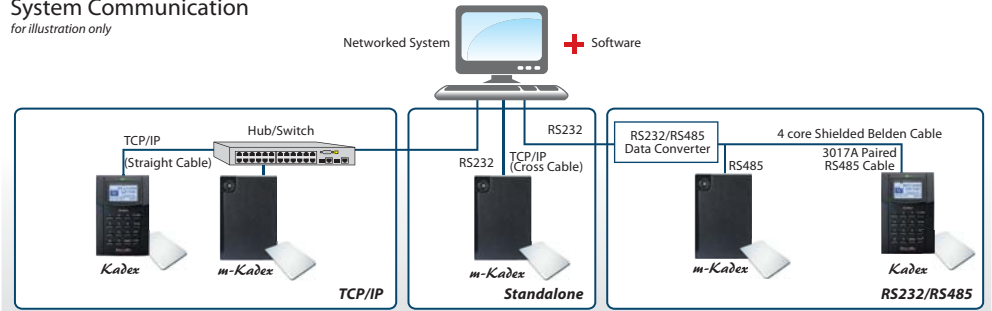 System Communication
for illustration only
Networked System
Software
TCP/IP
(Straight Cable)
Hub/Switch
Kadex
m-Kadex
TCP/IP
RS232
TCP/IP
(Cross Cable)
RS232
m-Kadex
Standalone
RS232/RS485
Data Converter
4 core Shielded Belden Cable
3017A Paired
RS485 Cable
RS485
m-Kadex
Kadex
RS232/RS485